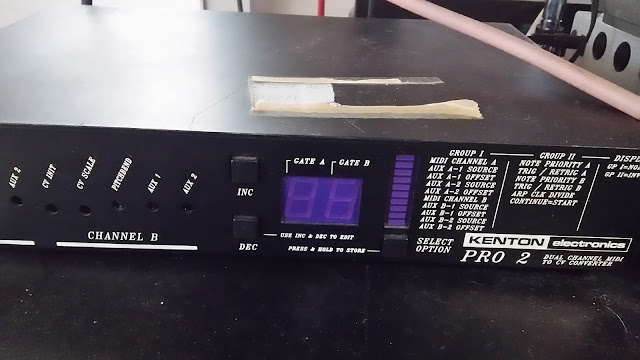 AUX 2
CV INIT
CV SCALE
PITCHBEND
AUX 1
AUX 2
CHANNEL B
INC
DEC
GATE A
GATE B
USE INC & DEC TO EDIT
PRESS & HOLD TO STORE
SELECT
OPTION
GROUP I
MIDI CHANNEL A
AUX A-1 SOURCE
AUX A-1 OFFSET
AUX A-2 SOURCE
AUX A-2 OFFSET
MIDI CHANNEL B
AUX B-1 SOURCE
AUX B-1 OFFSET
AUX B-2 SOURCE
AUX B-2 OFFSET
GROUP II
NOTE PRIORITY A
TRIG / RETRIG A
NOTE PRIORITY B
TRIG / RETRIG B
ARP CLK DIVIDE
CONTINUE=START
KENTON electronics
PRO 2
DUAL CHANNEL MIDI
TO CV CONVERTER